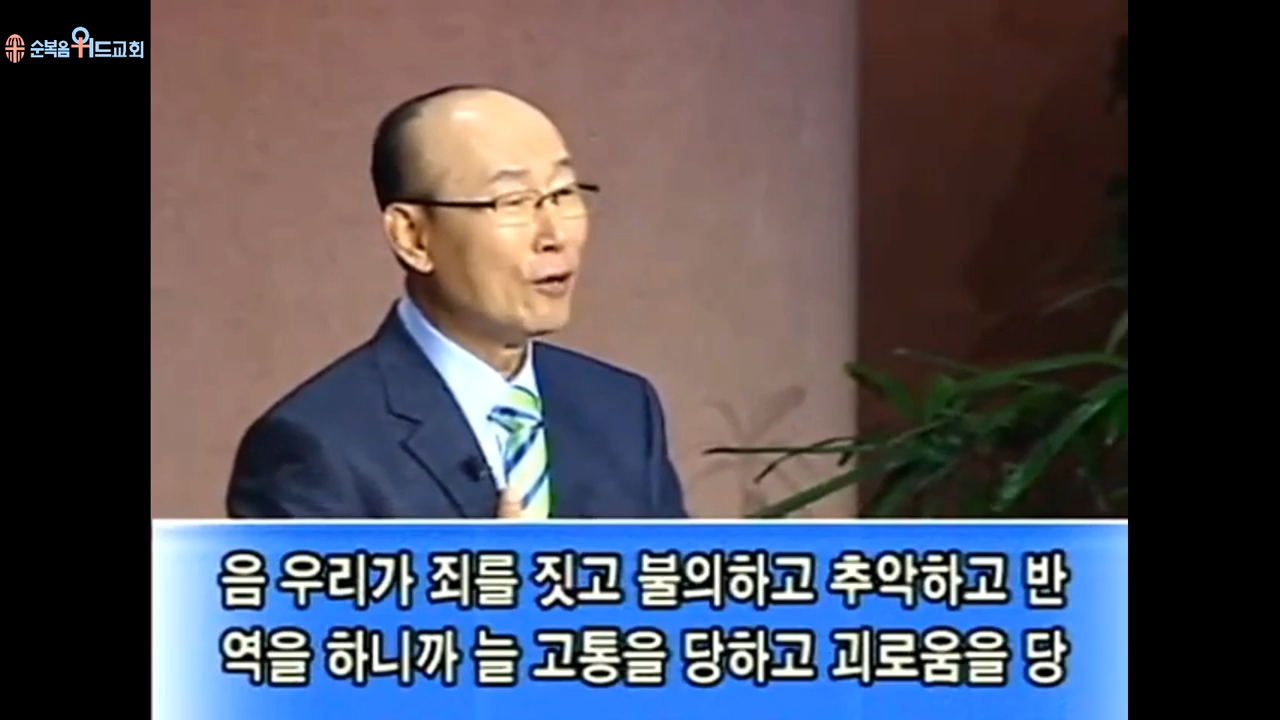 순복음위드교회
음 우리가 죄를 짓고 불의하고 추악하고 반
역을 하니까 늘 고통을 당하고 괴로움을 당